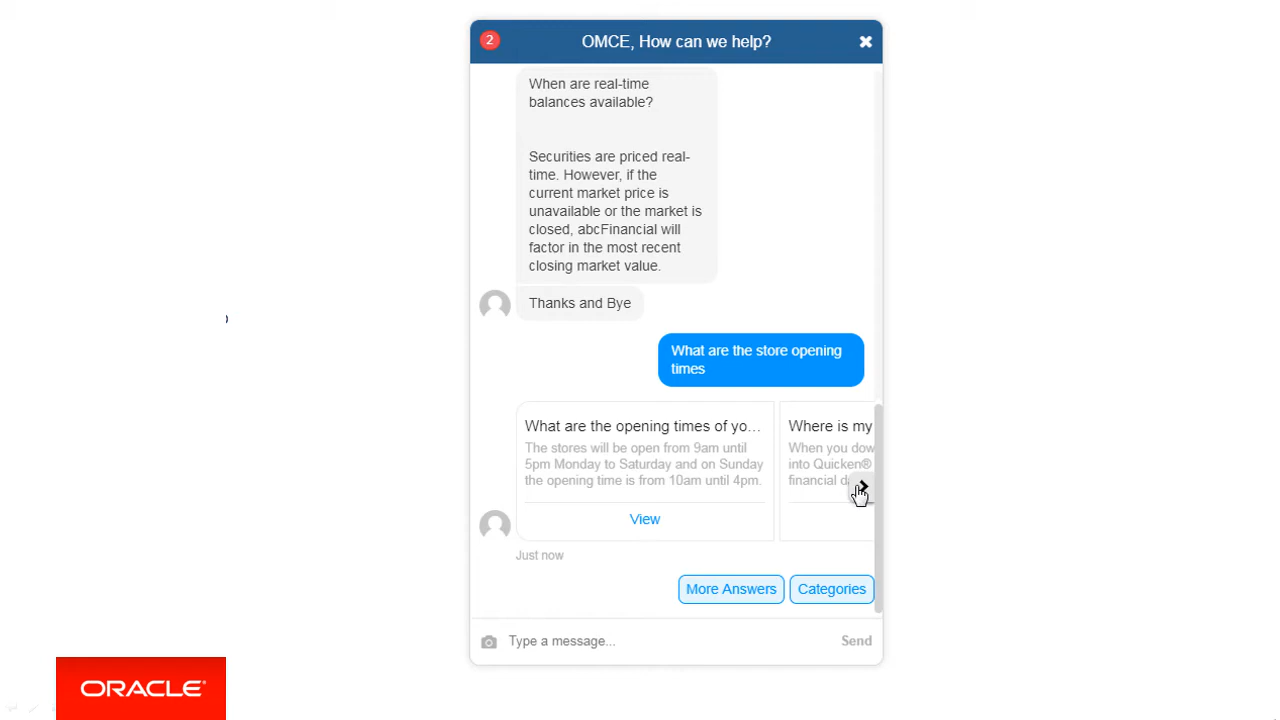 2
OMCE, How can we help?
When are real-time
balances available?
Securities are priced real-
time. However, if the
current market price is
unavailable or the market is
closed, abcFinancial will
factor in the most recent
closing market value.
Thanks and Bye
What are the store opening
times
What are the opening times of yo...
The stores will be open from 9am until
5pm Monday to Saturday and on Sunday
the opening time is from 10am until 4pm.
View
Where is my
When you dow
into Quicken®
financial da
Just now
More Answers
Categories
Type a message...
Send
ORACLE®